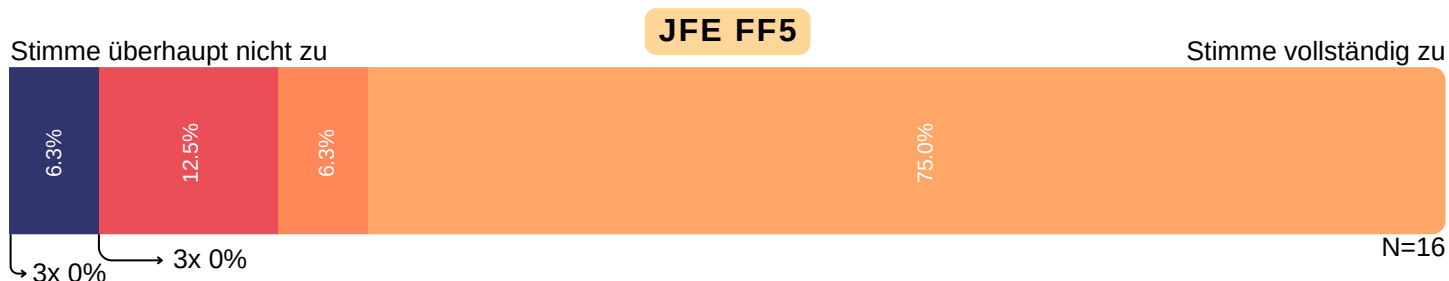 JFE FF5
Stimme überhaupt nicht zu
Stimme vollständig zu
6.3%
12.5%
6.3%
75.0%
3x 0%
3x 0%
N=16